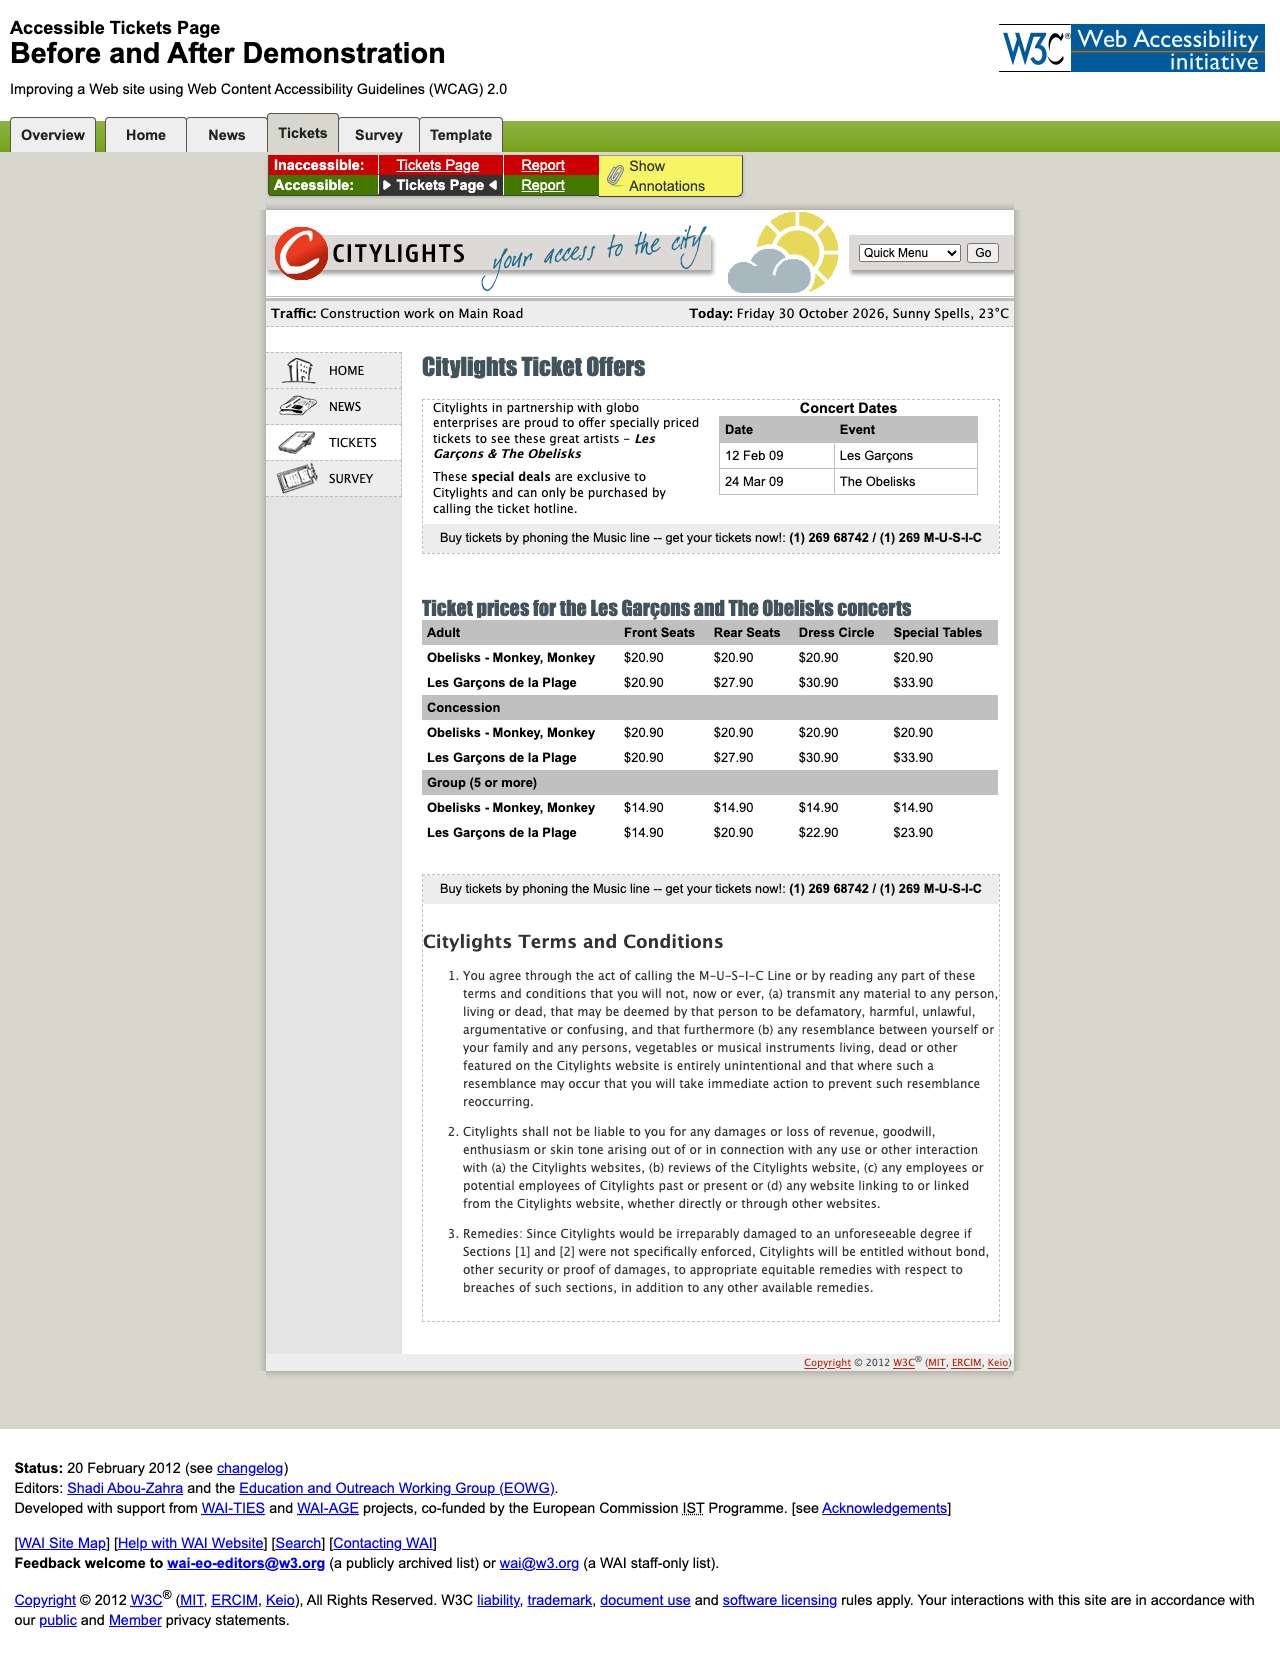 Accessible Tickets Page
Before and After Demonstration
Improving a Web site using Web Content Accessibility Guidelines (WCAG) 2.0
W3C® Web Accessibility initiative
Overview Home News Tickets Survey Template
Inaccessible: Tickets Page Report
Accessible: Tickets Page Report
Show Annotations
CITYLIGHTS your access to the city
Quick Menu Go
Traffic: Construction work on Main Road
Today: Friday 30 October 2026, Sunny Spells, 23°C
HOME
NEWS
TICKETS
SURVEY
Citylights Ticket Offers
Citylights in partnership with globo
enterprises are proud to offer specially priced
tickets to see these great artists - Les
Garçons & The Obelisks
These special deals are exclusive to
Citylights and can only be purchased by
calling the ticket hotline.
Concert Dates
Date Event
12 Feb 09 Les Garçons
24 Mar 09 The Obelisks
Buy tickets by phoning the Music line -- get your tickets now!: (1) 269 68742 / (1) 269 M-U-S-I-C
Ticket prices for the Les Garçons and The Obelisks concerts
Adult Front Seats Rear Seats Dress Circle Special Tables
Obelisks - Monkey, Monkey $20.90 $20.90 $20.90 $20.90
Les Garçons de la Plage $20.90 $27.90 $30.90 $33.90
Concession
Obelisks - Monkey, Monkey $20.90 $20.90 $20.90 $20.90
Les Garçons de la Plage $20.90 $27.90 $30.90 $33.90
Group (5 or more)
Obelisks - Monkey, Monkey $14.90 $14.90 $14.90 $14.90
Les Garçons de la Plage $14.90 $20.90 $22.90 $23.90
Buy tickets by phoning the Music line -- get your tickets now!: (1) 269 68742 / (1) 269 M-U-S-I-C
Citylights Terms and Conditions
1. You agree through the act of calling the M-U-S-I-C Line or by reading any part of these
terms and conditions that you will not, now or ever, (a) transmit any material to any person,
living or dead, that may be deemed by that person to be defamatory, harmful, unlawful,
argumentative or confusing, and that furthermore (b) any resemblance between yourself or
your family and any persons, vegetables or musical instruments living, dead or other
featured on the Citylights website is entirely unintentional and that where such a
resemblance may occur that you will take immediate action to prevent such resemblance
reoccurring.
2. Citylights shall not be liable to you for any damages or loss of revenue, goodwill,
enthusiasm or skin tone arising out of or in connection with any use or other interaction
with (a) the Citylights websites, (b) reviews of the Citylights website, (c) any employees or
potential employees of Citylights past or present or (d) any website linking to or linked
from the Citylights website, whether directly or through other websites.
3. Remedies: Since Citylights would be irreparably damaged to an unforeseeable degree if
Sections [1] and [2] were not specifically enforced, Citylights will be entitled without bond,
other security or proof of damages, to appropriate equitable remedies with respect to
breaches of such sections, in addition to any other available remedies.
Copyright © 2012 W3C® (MIT, ERCIM, Keio)
Status: 20 February 2012 (see changelog)
Editors: Shadi Abou-Zahra and the Education and Outreach Working Group (EOWG).
Developed with support from WAI-TIES and WAI-AGE projects, co-funded by the European Commission IST Programme. [see Acknowledgements]
[WAI Site Map] [Help with WAI Website] [Search] [Contacting WAI]
Feedback welcome to wai-eo-editors@w3.org (a publicly archived list) or wai@w3.org (a WAI staff-only list).
Copyright © 2012 W3C® (MIT, ERCIM, Keio), All Rights Reserved. W3C liability, trademark, document use and software licensing rules apply. Your interactions with this site are in accordance with
our public and Member privacy statements.